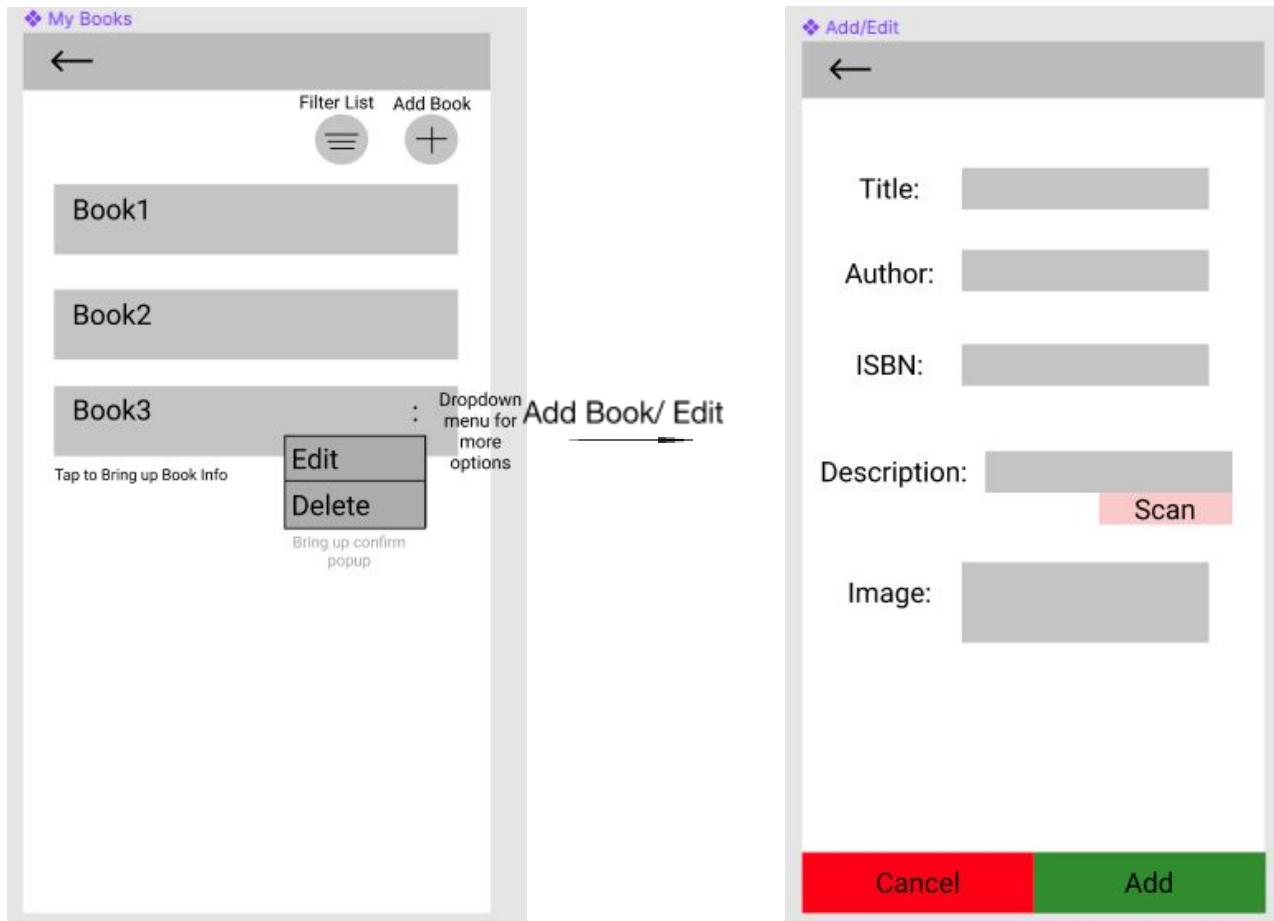 My Books
Filter List Add Book
Book1
Book2
Book3 :
Edit
Delete
Tap to Bring up Book Info
Bring up confirm
popup
Dropdown
menu for
more
options
Add Book/ Edit
Add/Edit
Title:
Author:
ISBN:
Description:
Scan
Image:
Cancel Add